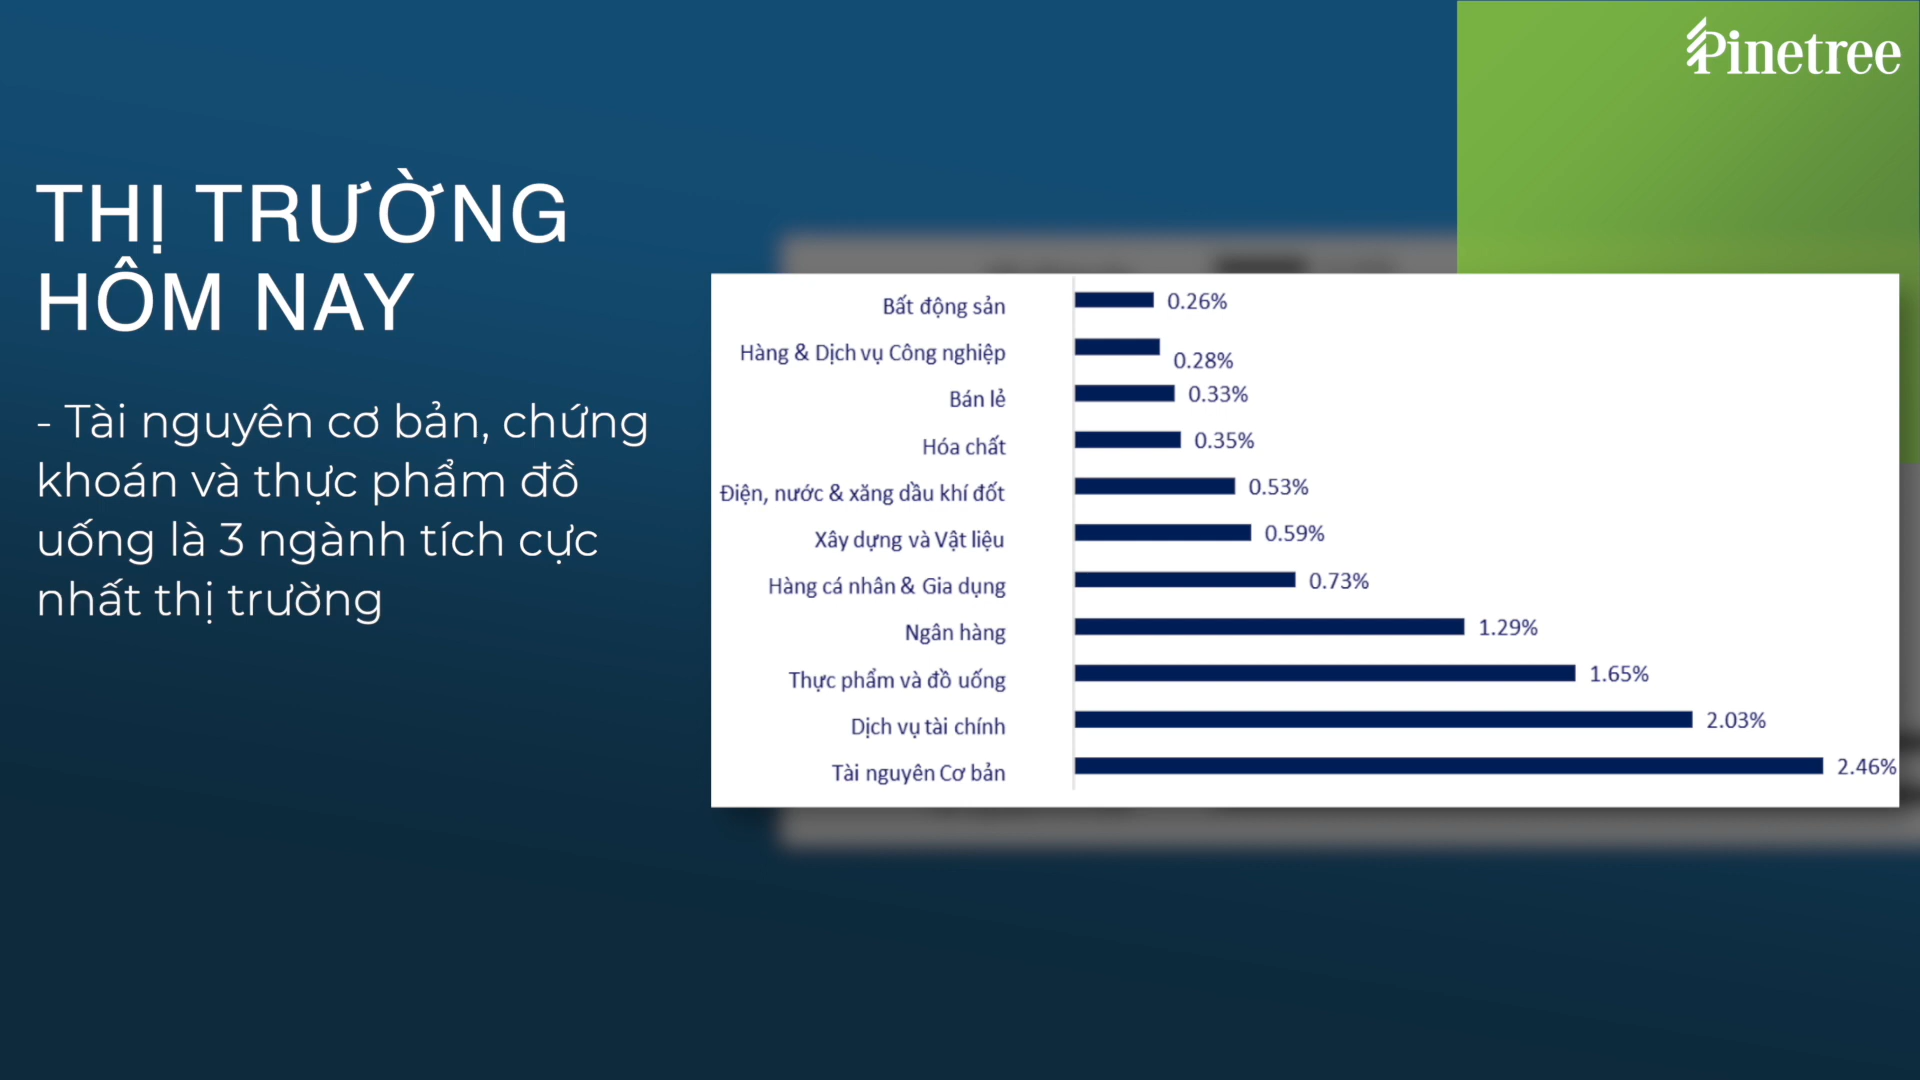 Pinetree
THỊ TRƯỜNG
HÔM NAY
- Tài nguyên cơ bản, chứng
khoán và thực phẩm đồ
uống là 3 ngành tích cực
nhất thị trường
Bất động sản 0.26%
Hàng & Dịch vụ Công nghiệp 0.28%
Bán lẻ 0.33%
Hóa chất 0.35%
Điện, nước & xăng dầu khí đốt 0.53%
Xây dựng và Vật liệu 0.59%
Hàng cá nhân & Gia dụng 0.73%
Ngân hàng 1.29%
Thực phẩm và đồ uống 1.65%
Dịch vụ tài chính 2.03%
Tài nguyên Cơ bản 2.46%